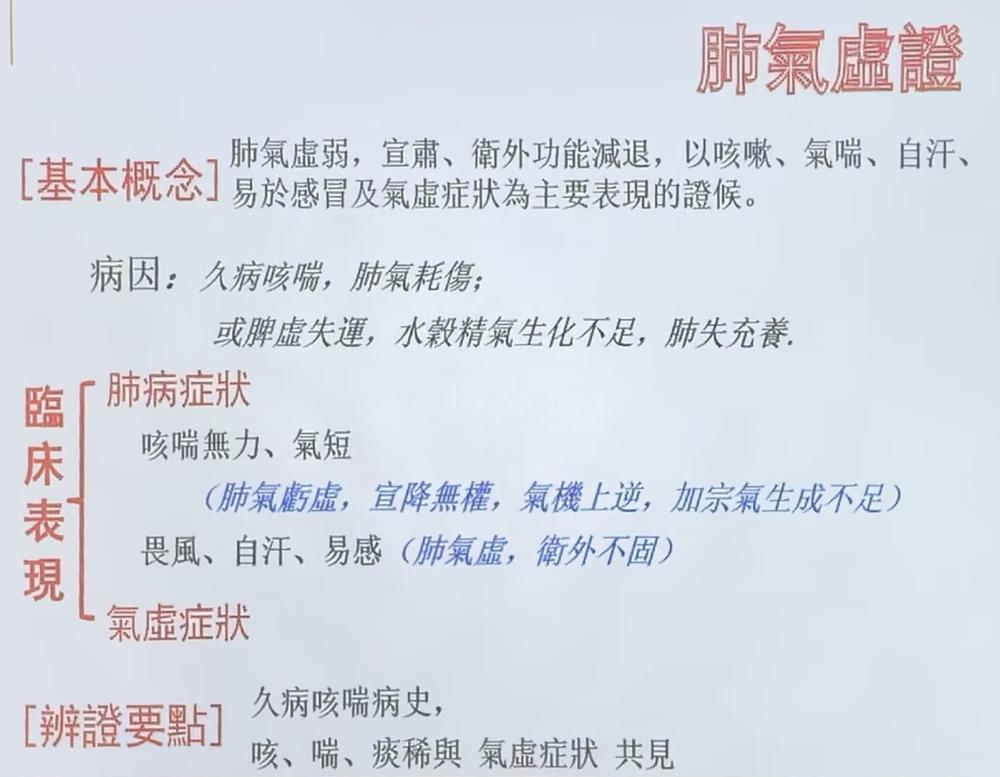 肺氣虛證
[基本概念] 肺氣虛弱，宣肅、衛外功能減退，以咳嗽、氣喘、自汗、
易於感冒及氣虛症狀為主要表現的證候。
病因：久病咳喘，肺氣耗傷；
或脾虛失運，水穀精氣生化不足，肺失充養.
臨床表現
肺病症狀
咳喘無力、氣短
（肺氣虧虛，宣降無權，氣機上逆，加宗氣生成不足）
畏風、自汗、易感（肺氣虛，衛外不固）
氣虛症狀
[辨證要點] 久病咳喘病史，
咳、喘、痰稀與 氣虛症狀 共見